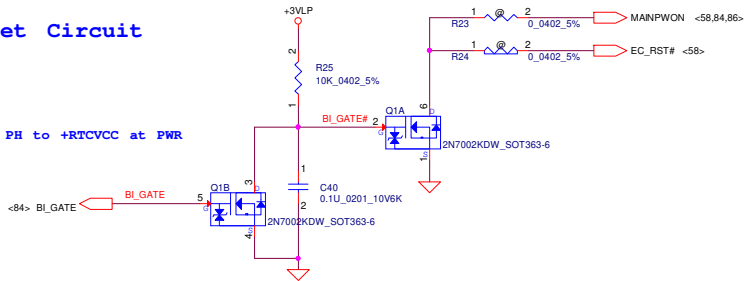 et Circuit
PH to +RTCVCC at PWR
+3VLP
2
R25
10K_0402_5%
1
R23
1
@
2
0_0402_5%
MAINPWON <58,84,86>
R24
1
@
2
0_0402_5%
EC_RST# <58>
Q1A
BI_GATE#
2
G
6
D
1
S
2N7002KDW_SOT363-6
<84> BI_GATE
BI_GATE
5
G
Q1B
3
D
4
S
2N7002KDW_SOT363-6
1
C40
0.1U_0201_10V6K
2